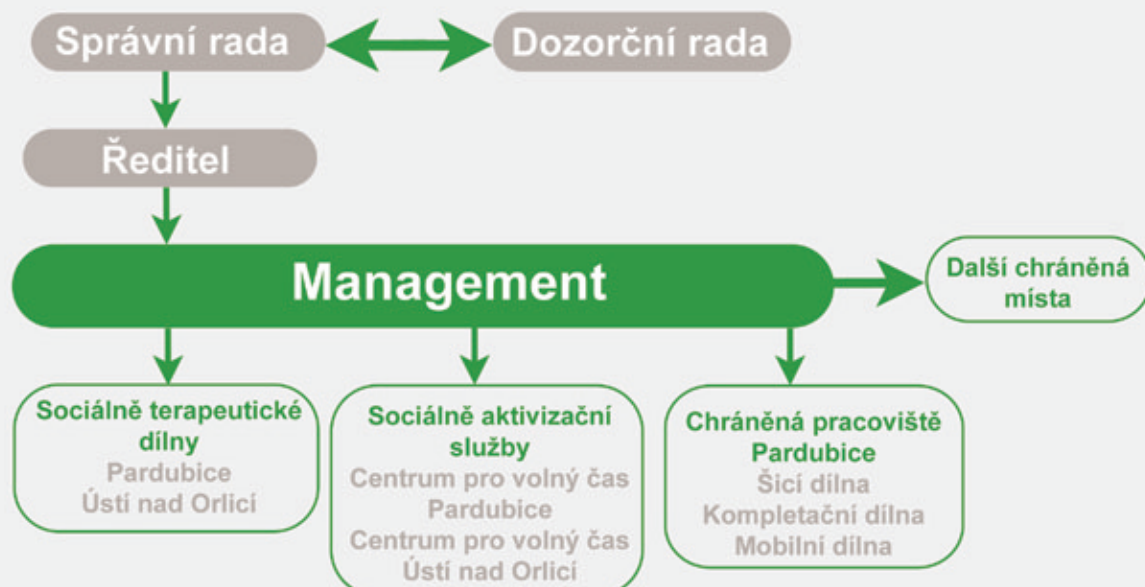 Správní rada
Dozorční rada
Ředitel
Management
Další chráněná
místa
Sociálně terapeutické
dílny
Pardubice
Ústí nad Orlicí
Sociálně aktivizační
služby
Centrum pro volný čas
Pardubice
Centrum pro volný čas
Ústí nad Orlicí
Chráněná pracoviště
Pardubice
Šicí dílna
Kompletační dílna
Mobilní dílna